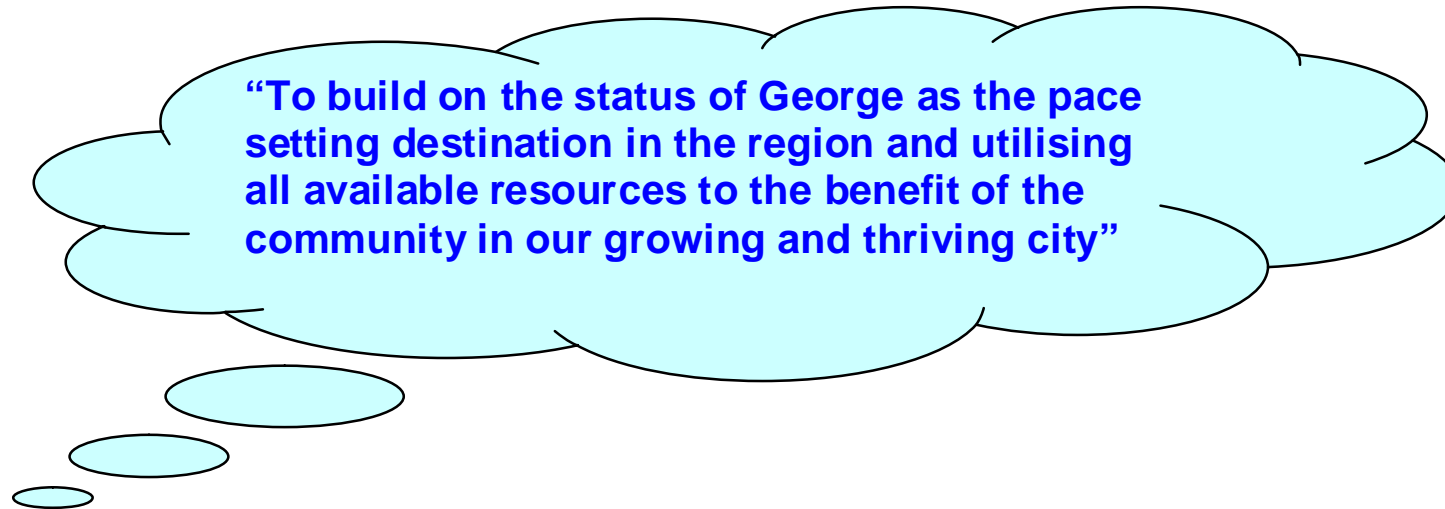 “To build on the status of George as the pace
setting destination in the region and utilising
all available resources to the benefit of the
community in our growing and thriving city”